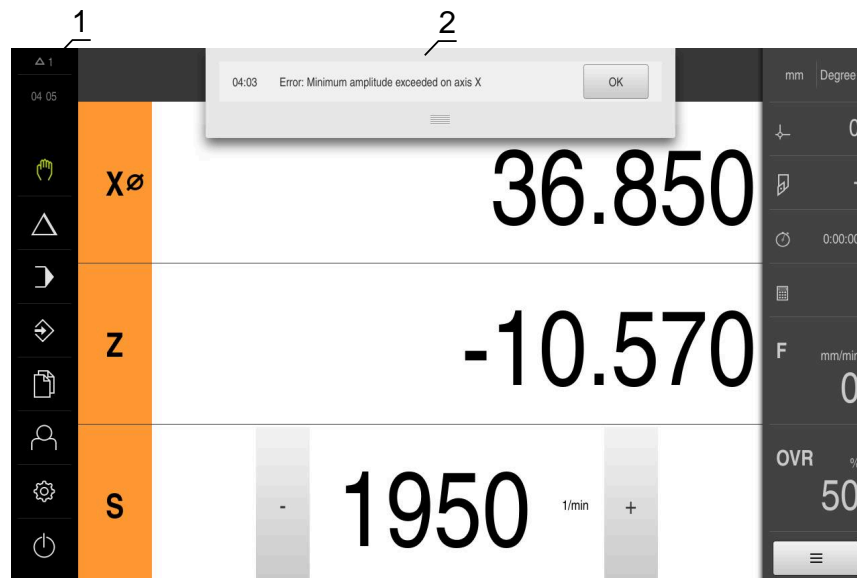 1
2
1
04:03 Error: Minimum amplitude exceeded on axis X OK
mm Degree
04 05
0
X⌀ 36.850
-
0:00:00
Z -10.570
F mm/min
0
OVR %
50
S - 1950 1/min +